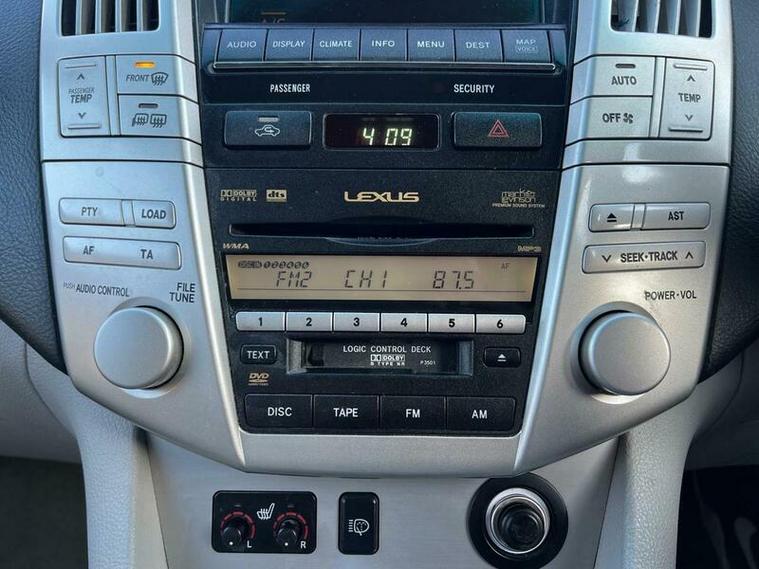 A/C
AUDIO DISPLAY CLIMATE INFO MENU DEST MAP VOICE
PASSENGER SECURITY
PASSENGER TEMP
FRONT
AUTO
OFF
TEMP
4:09
DOLBY DIGITAL
dts
LEXUS
mark levinson
PREMIUM SOUND SYSTEM
PTY LOAD
AST
AF TA
SEEK•TRACK
WMA MP3
DISC IN
AF
FM2 CH1 87.5
PUSH AUDIO CONTROL
FILE
TUNE
POWER•VOL
1 2 3 4 5 6
TEXT
LOGIC CONTROL DECK
DOLBY
B TYPE NR
P3501
DVD
DISC TAPE FM AM
L R